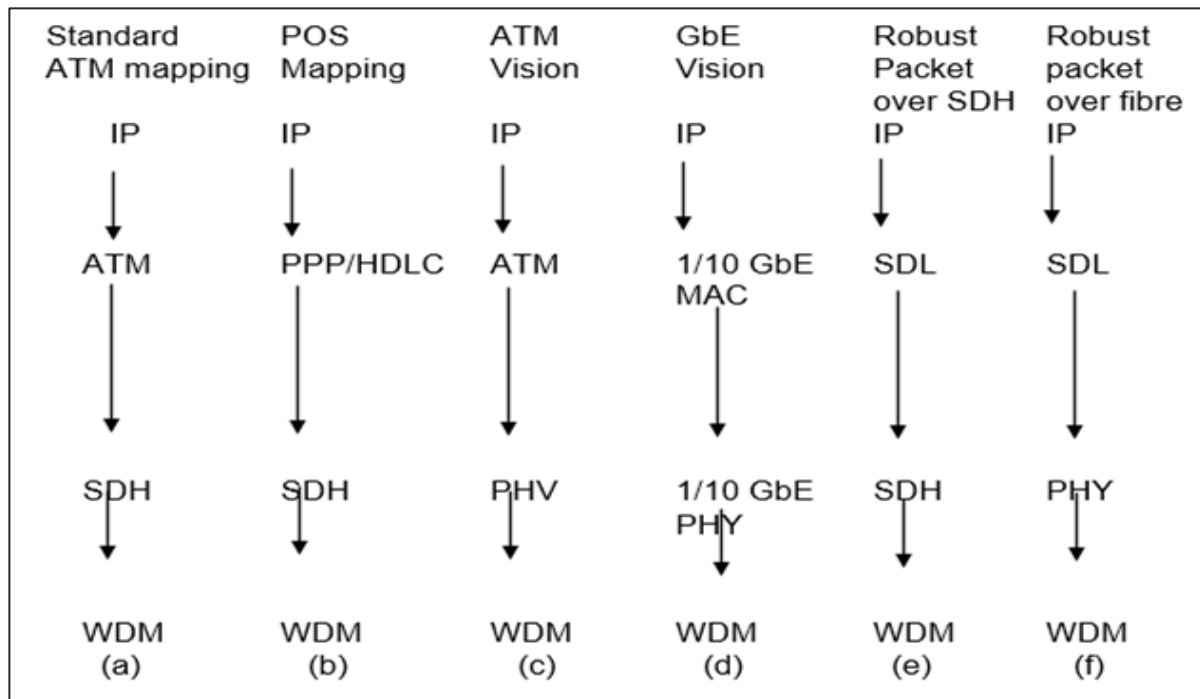 Standard
ATM mapping
IP
ATM
SDH
WDM
(a)
POS
Mapping
IP
PPP/HDLC
SDH
WDM
(b)
ATM
Vision
IP
ATM
PHV
WDM
(c)
GbE
Vision
IP
1/10 GbE
MAC
1/10 GbE
PHY
WDM
(d)
Robust
Packet
over SDH
IP
SDL
SDH
WDM
(e)
Robust
packet
over fibre
IP
SDL
PHY
WDM
(f)